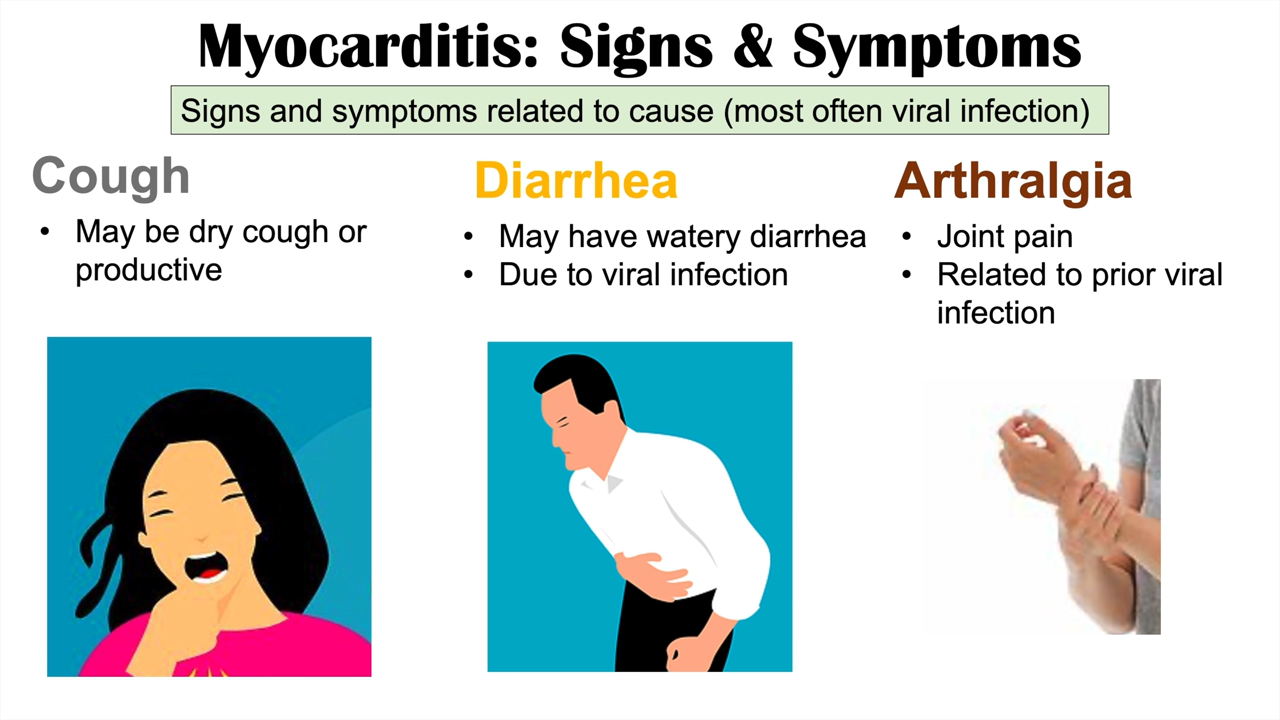 Myocarditis: Signs & Symptoms
Signs and symptoms related to cause (most often viral infection)
Cough
• May be dry cough or
productive
Diarrhea
• May have watery diarrhea
• Due to viral infection
Arthralgia
• Joint pain
• Related to prior viral
infection